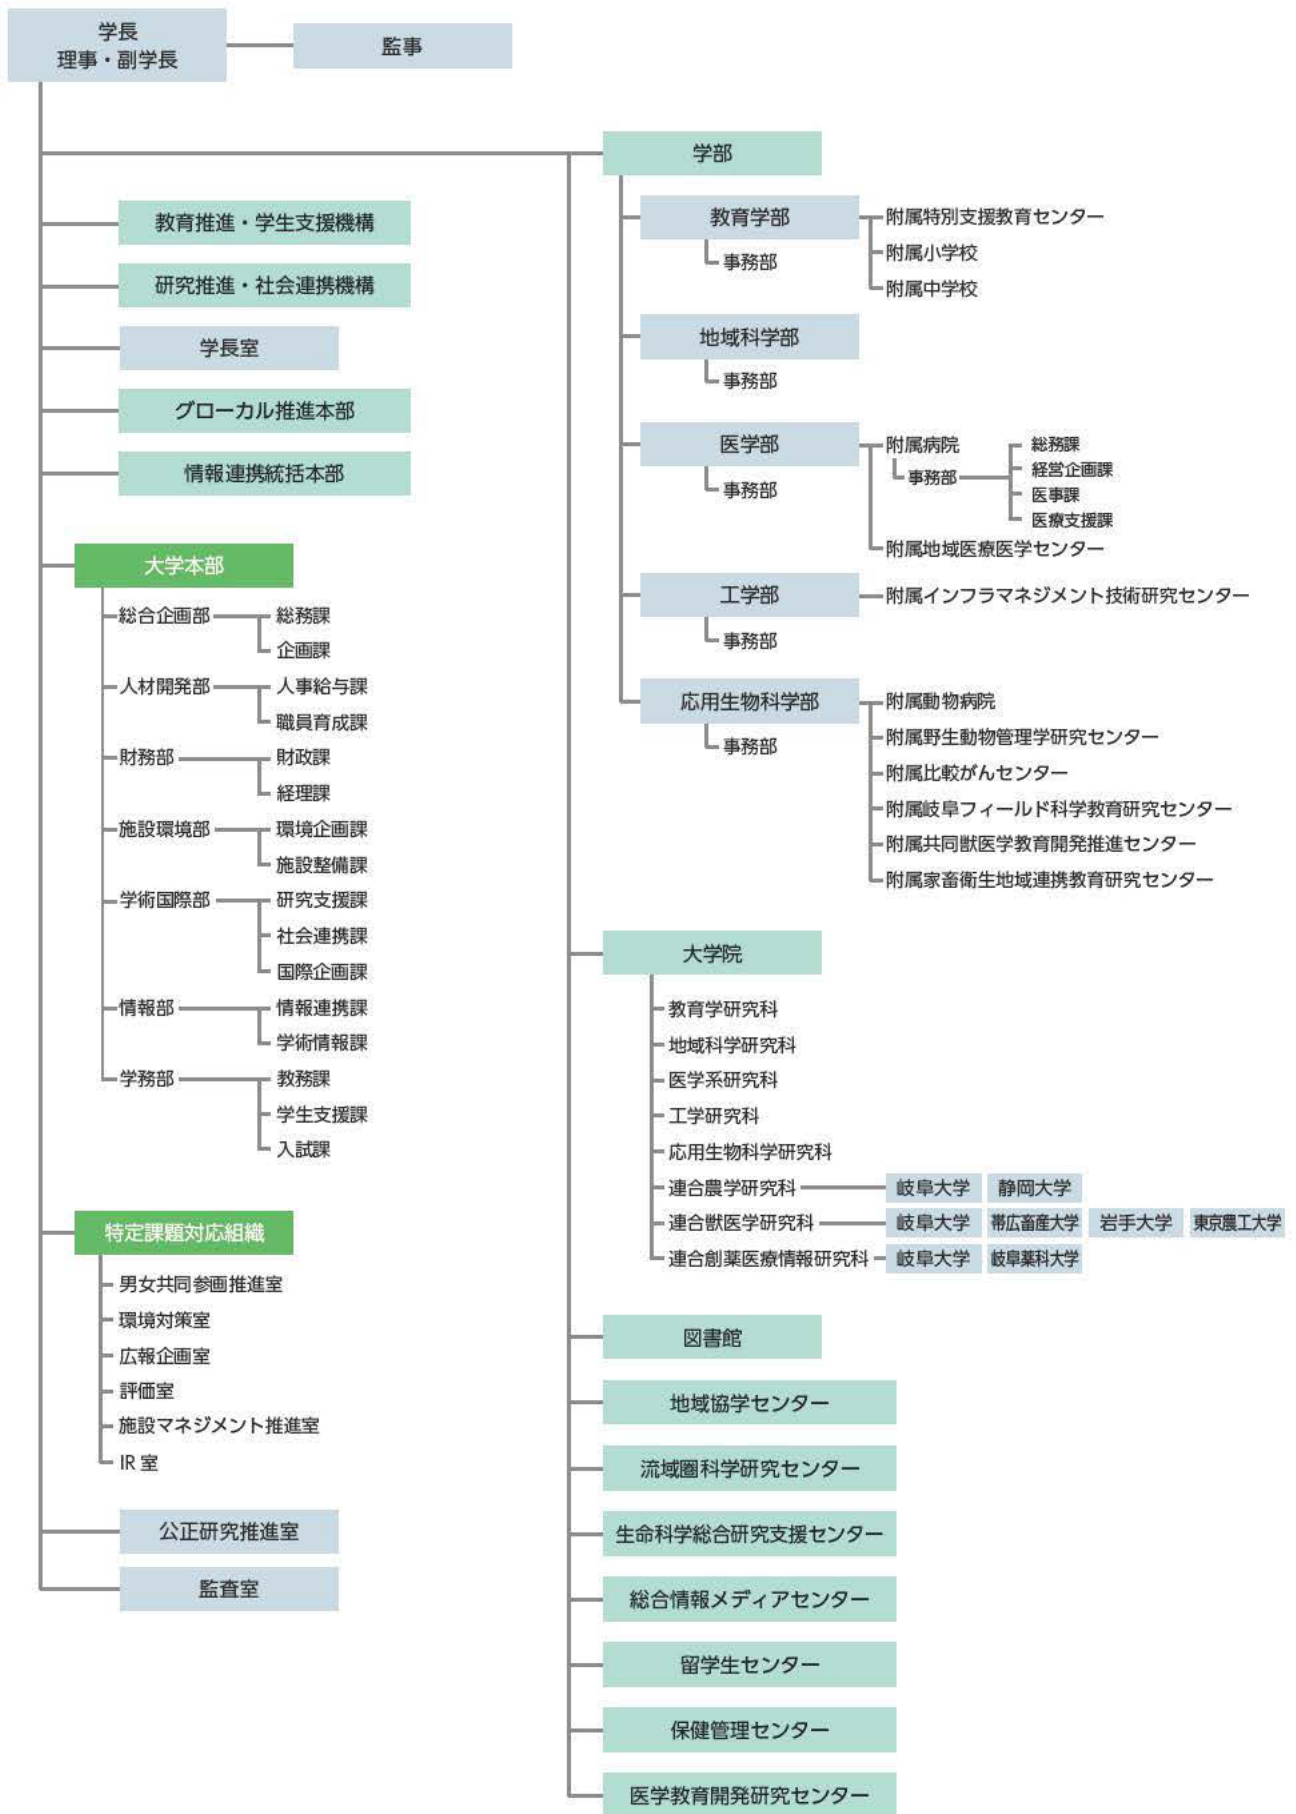 学長
理事・副学長
監事
教育推進・学生支援機構
研究推進・社会連携機構
学長室
グローカル推進本部
情報連携統括本部
大学本部
総合企画部
総務課
企画課
人材開発部
人事給与課
職員育成課
財務部
財政課
経理課
施設環境部
環境企画課
施設整備課
学術国際部
研究支援課
社会連携課
国際企画課
情報部
情報連携課
学術情報課
学務部
教務課
学生支援課
入試課
特定課題対応組織
男女共同参画推進室
環境対策室
広報企画室
評価室
施設マネジメント推進室
IR 室
公正研究推進室
監査室
学部
教育学部
事務部
附属特別支援教育センター
附属小学校
附属中学校
地域科学部
事務部
医学部
事務部
附属病院
事務部
総務課
経営企画課
医事課
医療支援課
附属地域医療医学センター
工学部
事務部
附属インフラマネジメント技術研究センター
応用生物科学部
事務部
附属動物病院
附属野生動物管理学研究センター
附属比較がんセンター
附属岐阜フィールド科学教育研究センター
附属共同獣医学教育開発推進センター
附属家畜衛生地域連携教育研究センター
大学院
教育学研究科
地域科学研究科
医学系研究科
工学研究科
応用生物科学研究科
連合農学研究科 岐阜大学 静岡大学
連合獣医学研究科 岐阜大学 帯広畜産大学 岩手大学 東京農工大学
連合創薬医療情報研究科 岐阜大学 岐阜薬科大学
図書館
地域協学センター
流域圏科学研究センター
生命科学総合研究支援センター
総合情報メディアセンター
留学生センター
保健管理センター
医学教育開発研究センター